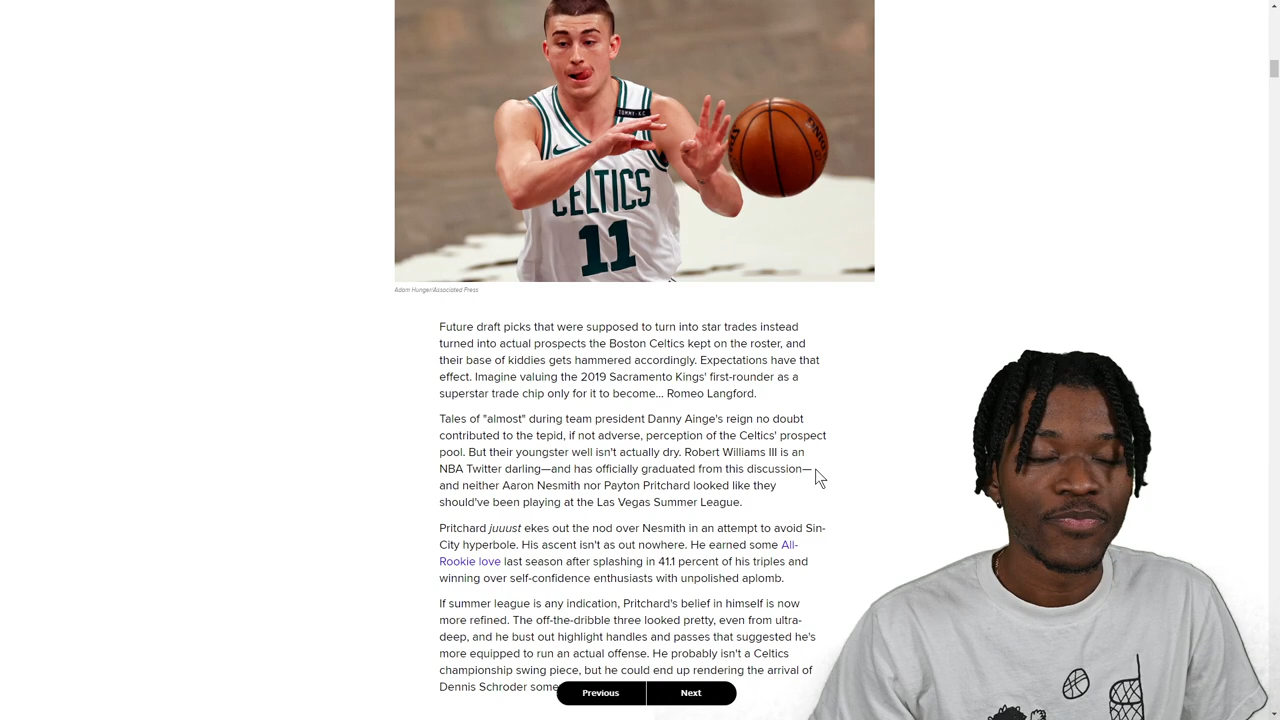 TOMMY·K.C.
CELTICS
11
Adam Hunger/Associated Press
Future draft picks that were supposed to turn into star trades instead
turned into actual prospects the Boston Celtics kept on the roster, and
their base of kiddies gets hammered accordingly. Expectations have that
effect. Imagine valuing the 2019 Sacramento Kings' first-rounder as a
superstar trade chip only for it to become... Romeo Langford.
Tales of "almost" during team president Danny Ainge's reign no doubt
contributed to the tepid, if not adverse, perception of the Celtics' prospect
pool. But their youngster well isn't actually dry. Robert Williams III is an
NBA Twitter darling—and has officially graduated from this discussion—
and neither Aaron Nesmith nor Payton Pritchard looked like they
should've been playing at the Las Vegas Summer League.
Pritchard juuust ekes out the nod over Nesmith in an attempt to avoid Sin-
City hyperbole. His ascent isn't as out nowhere. He earned some All-
Rookie love last season after splashing in 41.1 percent of his triples and
winning over self-confidence enthusiasts with unpolished aplomb.
If summer league is any indication, Pritchard's belief in himself is now
more refined. The off-the-dribble three looked pretty, even from ultra-
deep, and he bust out highlight handles and passes that suggested he's
more equipped to run an actual offense. He probably isn't a Celtics
championship swing piece, but he could end up rendering the arrival of
Dennis Schroder some
Previous Next